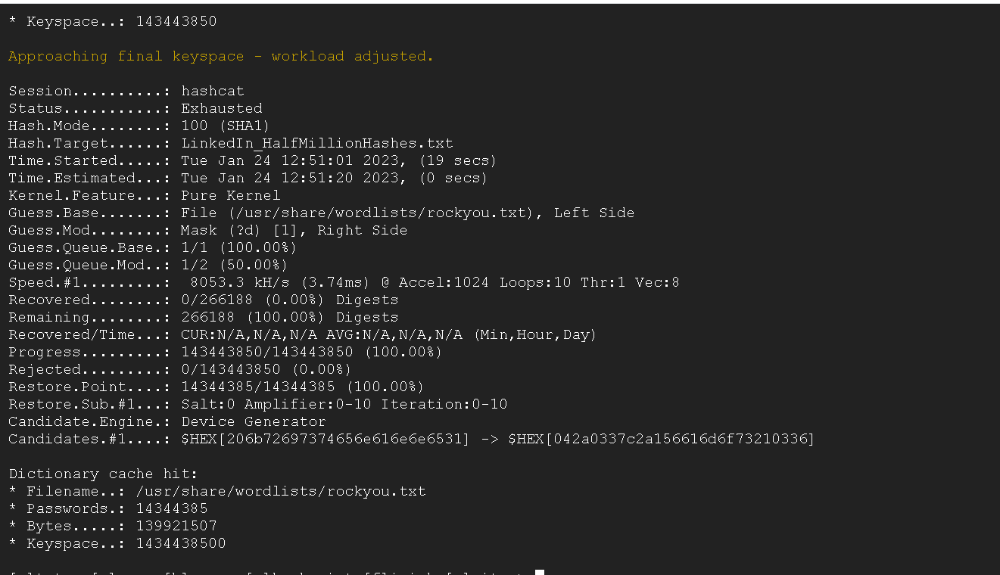 * Keyspace..: 143443850
Approaching final keyspace - workload adjusted.
Session..........: hashcat
Status...........: Exhausted
Hash.Mode........: 100 (SHA1)
Hash.Target......: LinkedIn_HalfMillionHashes.txt
Time.Started.....: Tue Jan 24 12:51:01 2023, (19 secs)
Time.Estimated...: Tue Jan 24 12:51:20 2023, (0 secs)
Kernel.Feature...: Pure Kernel
Guess.Base.......: File (/usr/share/wordlists/rockyou.txt), Left Side
Guess.Mod........: Mask (?d) [1], Right Side
Guess.Queue.Base.: 1/1 (100.00%)
Guess.Queue.Mod..: 1/2 (50.00%)
Speed.#1.........:  8053.3 kH/s (3.74ms) @ Accel:1024 Loops:10 Thr:1 Vec:8
Recovered........: 0/266188 (0.00%) Digests
Remaining........: 266188 (100.00%) Digests
Recovered/Time...: CUR:N/A,N/A,N/A AVG:N/A,N/A,N/A (Min,Hour,Day)
Progress.........: 143443850/143443850 (100.00%)
Rejected.........: 0/143443850 (0.00%)
Restore.Point....: 14344385/14344385 (100.00%)
Restore.Sub.#1...: Salt:0 Amplifier:0-10 Iteration:0-10
Candidate.Engine.: Device Generator
Candidates.#1....: $HEX[206b72697374656e616e6e6531] -> $HEX[042a0337c2a156616d6f73210336]
Dictionary cache hit:
* Filename..: /usr/share/wordlists/rockyou.txt
* Passwords.: 14344385
* Bytes.....: 139921507
* Keyspace..: 1434438500